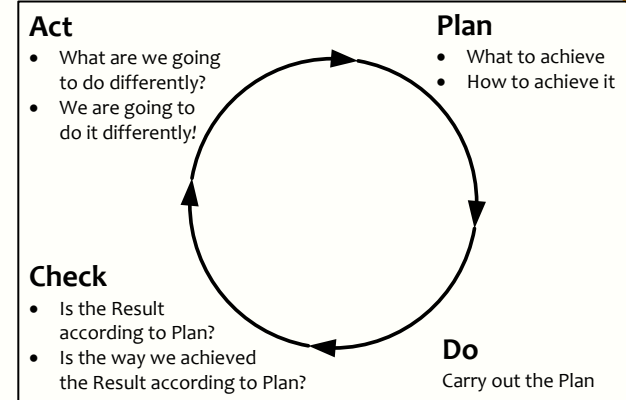 Act
• What are we going
to do differently?
• We are going to
do it differently!
Plan
• What to achieve
• How to achieve it
Check
• Is the Result
according to Plan?
• Is the way we achieved
the Result according to Plan?
Do
Carry out the Plan